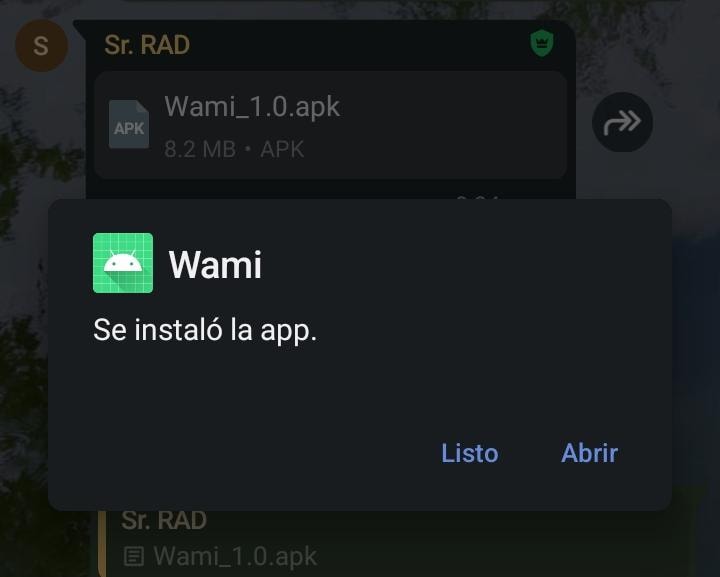 S
Sr. RAD
Wami_1.0.apk
APK
8.2 MB • APK
Wami
Se instaló la app.
Listo
Abrir
Sr. RAD
Wami_1.0.apk